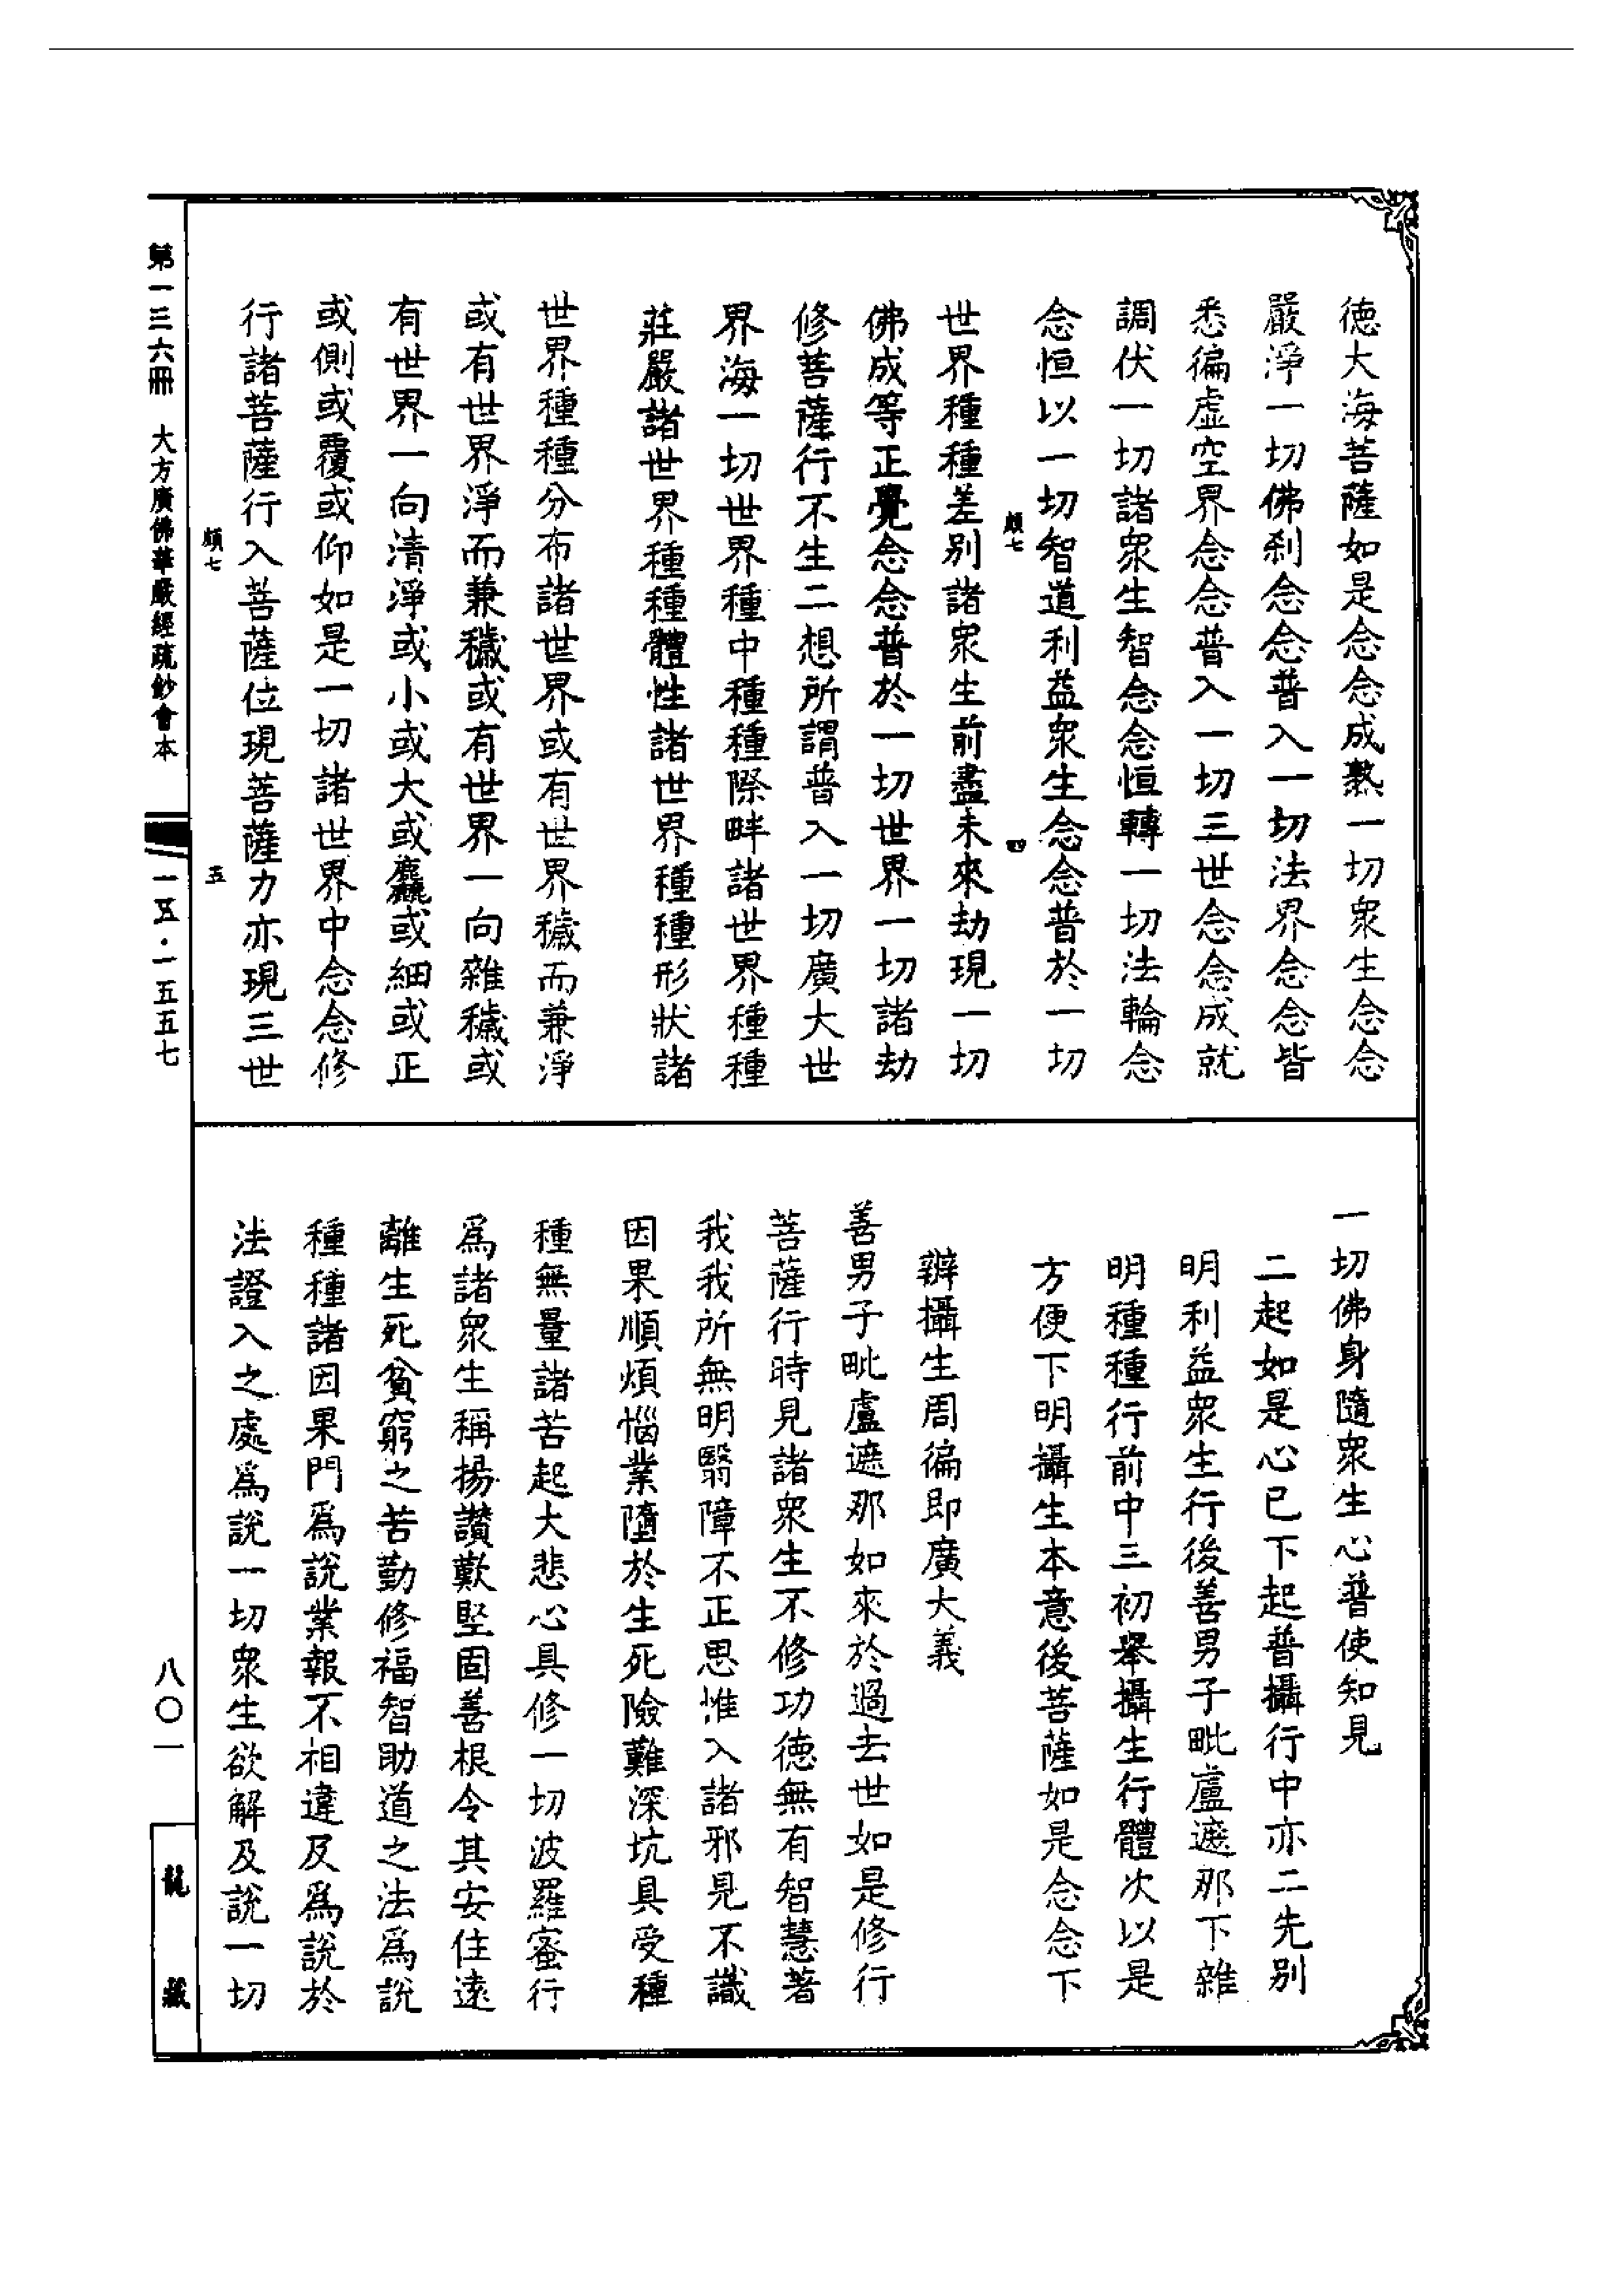 德大海菩薩如是念念成熟一切眾生念念
嚴淨一切佛剎念念普入一切法界念念皆
悉徧虛空界念念普入一切三世念念成就
調伏一切諸眾生智念念恒轉一切法輪念
念恒以一切智道利益眾生念念普於一切
頗七
四
世界種種差別諸眾生前盡未來劫現一切
佛成等正覺念念普於一切世界一切諸劫
修菩薩行不生二想所謂普入一切廣大世
界海一切世界種中種種際畔諸世界種種
莊嚴諸世界種種體性諸世界種種形狀諸
世界種種分布諸世界或有世界穢而兼淨
或有世界淨而兼穢或有世界一向雜穢或
有世界一向清淨或小或大或麤或細或正
或側或覆或仰如是一切諸世界中念念修
行諸菩薩行入菩薩位現菩薩力亦現三世
頗七
五
一切佛身隨眾生心普使知見
二起如是心已下起普攝行中亦二先別
明利益眾生行後善男子毗盧遮那下雜
明種種行前中三初舉攝生行體次以是
方便下明攝生本意後菩薩如是念念下
辨攝生周徧即廣大義
善男子毗盧遮那如來於過去世如是修行
菩薩行時見諸眾生不修功德無有智慧著
我我所無明翳障不正思惟入諸邪見不識
因果順煩惱業墮於生死險難深坑具受種
種無量諸苦起大悲心具修一切波羅蜜行
為諸眾生稱揚讚歎堅固善根令其安住遠
離生死貧窮之苦勤修福智助道之法為說
種種諸因果門為說業報不相違反為說於
法證入之處為說一切眾生欲解及說一切
第一三六冊　大方廣佛華嚴經疏鈔會本
一五·一五五七
八〇一
龍藏